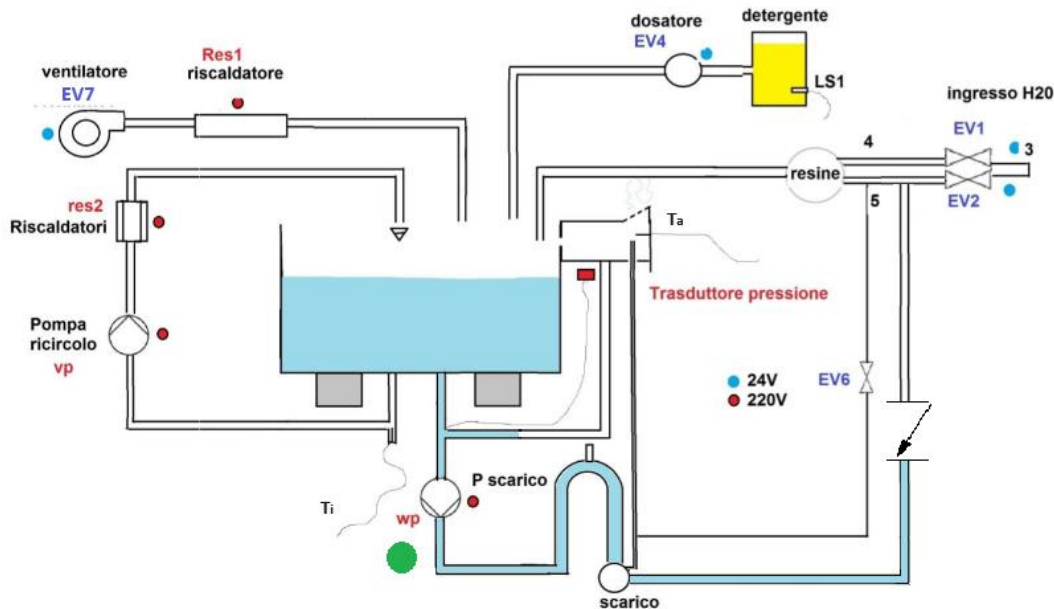 dosatore
EV4
detergente
LS1
Res1
riscaldatore
ventilatore
EV7
ingresso H20
EV1
3
4
resine
5
EV2
res2
Riscaldatori
Ta
Trasduttore pressione
Pompa
ricircolo
vp
EV6
24V
220V
P scarico
Ti
wp
scarico